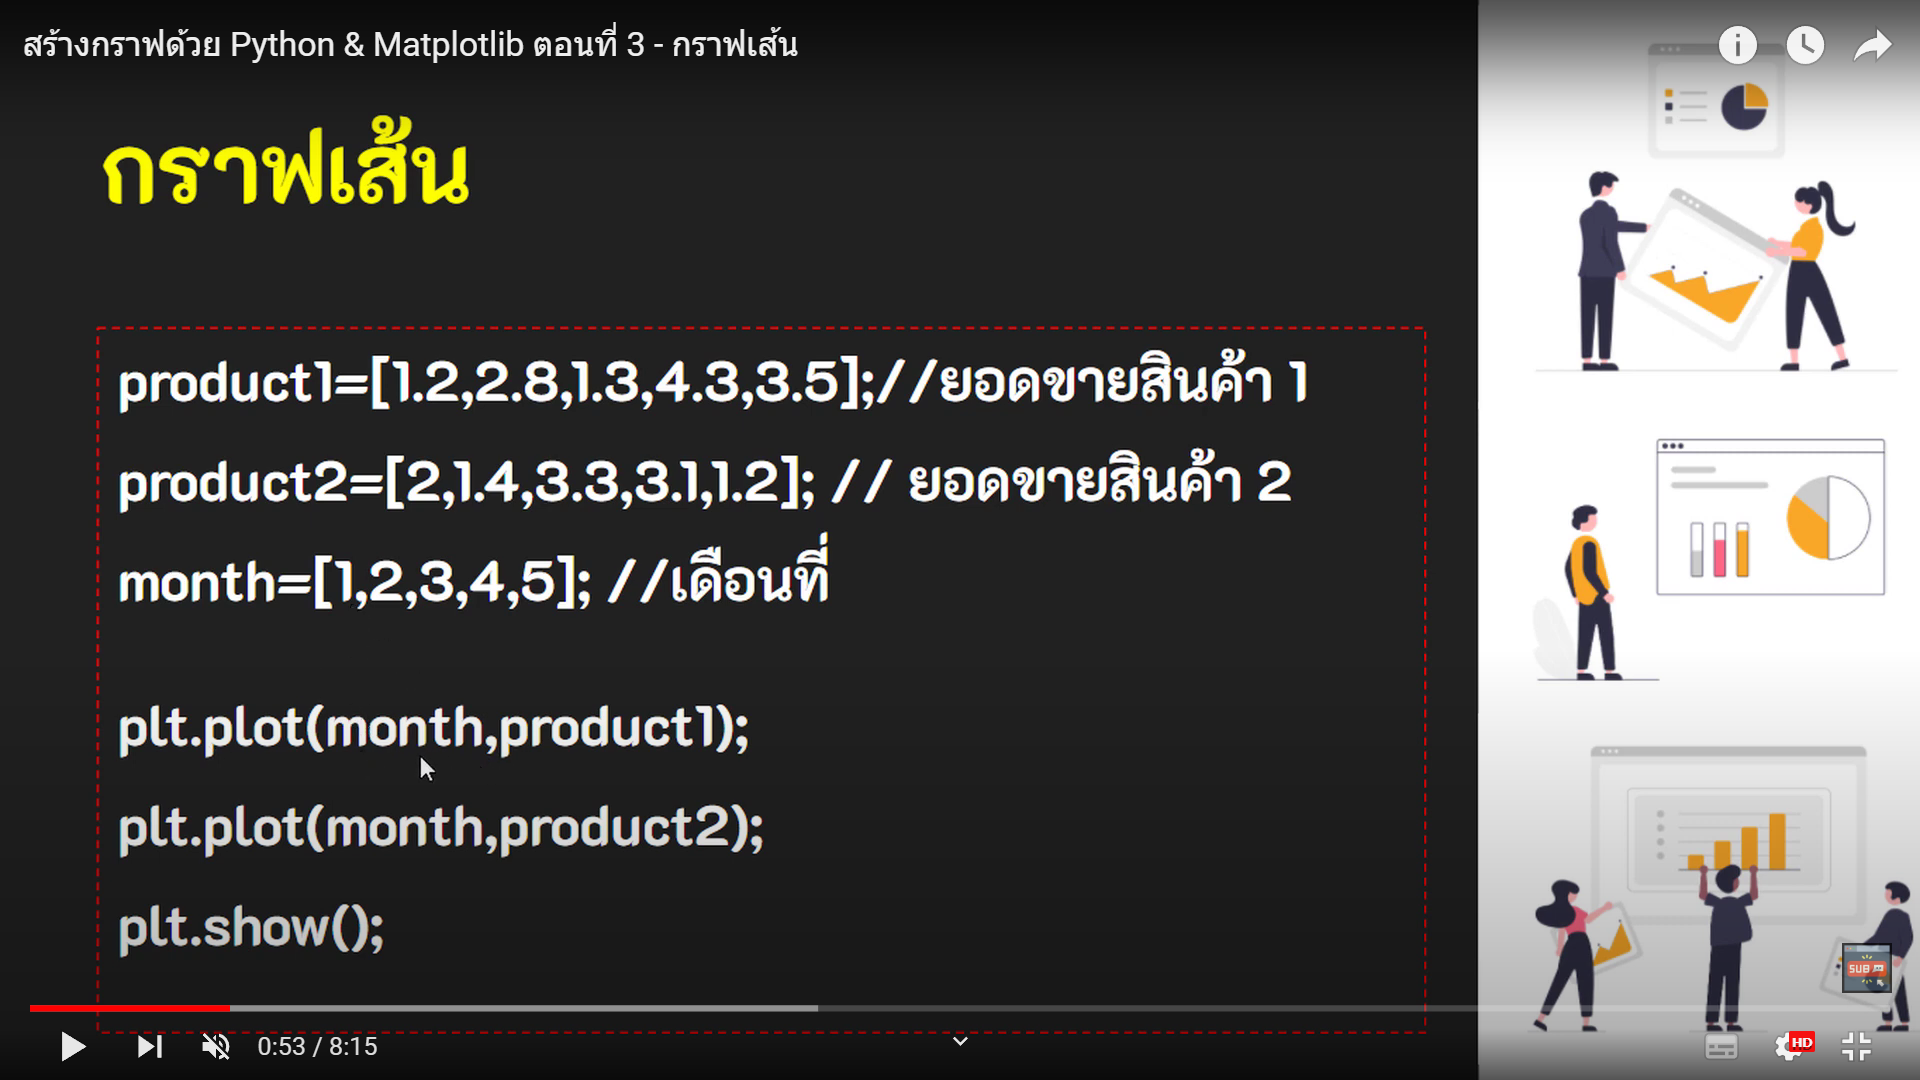 สร้างกราฟด้วย Python & Matplotlib ตอนที่ 3 - กราฟเส้น
กราฟเส้น
product1=[1.2,2.8,1.3,4.3,3.5];//ยอดขายสินค้า 1
product2=[2,1.4,3.3,3.1,1.2]; // ยอดขายสินค้า 2
month=[1,2,3,4,5]; //เดือนที่
plt.plot(month,product1);
plt.plot(month,product2);
plt.show();
SUB
0:53 / 8:15
HD